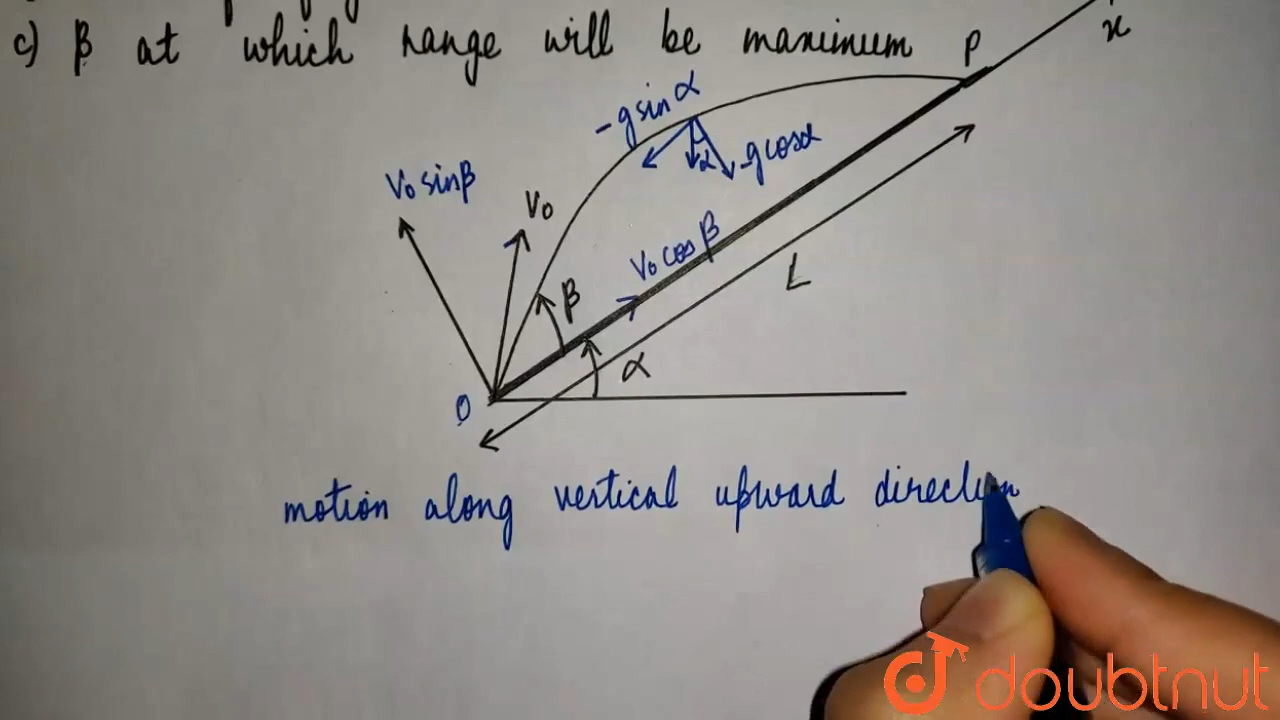 c) β at which range will be maximum
P
x
-g sin α
α
-g cos α
V₀ sin β
V₀
V₀ cos β
β
L
α
O
motion along vertical upward direction
doubtnut